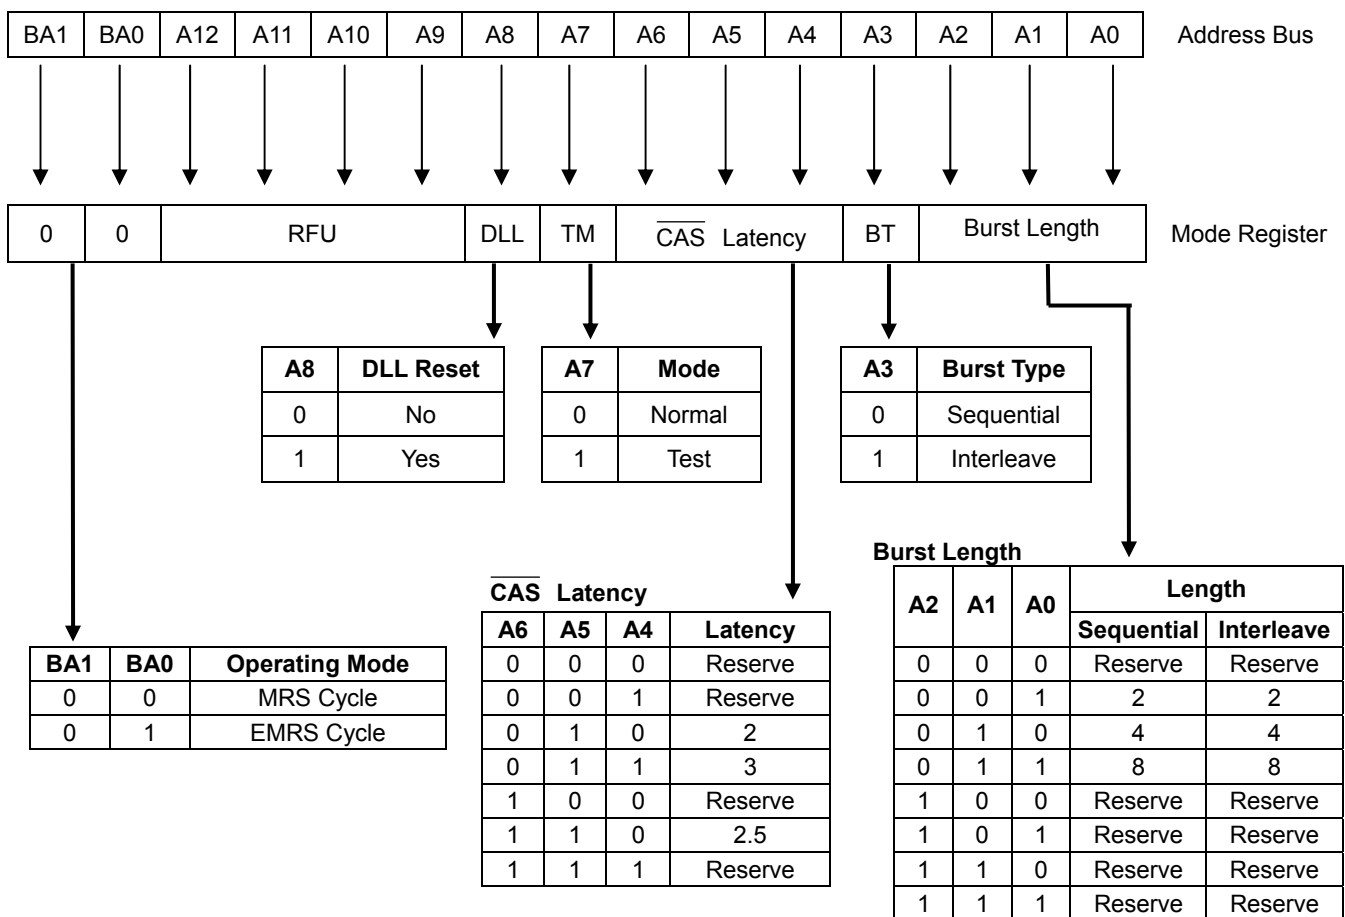 BA1 BA0 A12 A11 A10 A9 A8 A7 A6 A5 A4 A3 A2 A1 A0 Address Bus
0 0 RFU DLL TM CAS Latency BT Burst Length Mode Register
A8 DLL Reset
0 No
1 Yes
A7 Mode
0 Normal
1 Test
A3 Burst Type
0 Sequential
1 Interleave
BA1 BA0 Operating Mode
0 0 MRS Cycle
0 1 EMRS Cycle
CAS Latency
A6 A5 A4 Latency
0 0 0 Reserve
0 0 1 Reserve
0 1 0 2
0 1 1 3
1 0 0 Reserve
1 1 0 2.5
1 1 1 Reserve
Burst Length
A2 A1 A0 Length
Sequential Interleave
0 0 0 Reserve Reserve
0 0 1 2 2
0 1 0 4 4
0 1 1 8 8
1 0 0 Reserve Reserve
1 0 1 Reserve Reserve
1 1 0 Reserve Reserve
1 1 1 Reserve Reserve